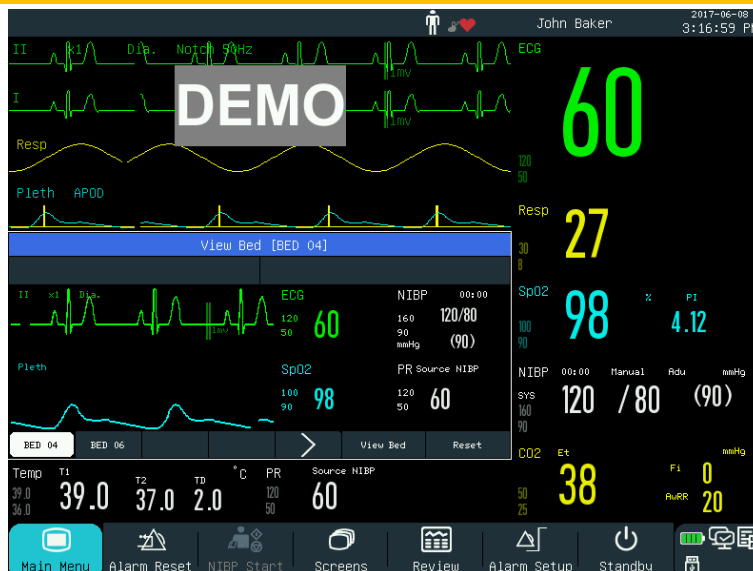 John Baker
2017-06-08
3:16:59 P
II x1 Dia. Notch 50Hz
1mv
DEMO
I
1mv
Resp
Pleth APOD
ECG
120
50
60
Resp
30
8
27
SpO2
100
90
98
%
PI
4.12
NIBP 00:00 Manual Adu mmHg
SYS
160
90
120 / 80 (90)
CO2 Et mmHg
50
25
38
Fi 0
AwRR 20
View Bed [BED 04]
II x1 Dia.
1mv
ECG
120
50
60
NIBP 00:00
160
90
mmHg
120/80
(90)
Pleth
SpO2
100
90
98
PR Source NIBP
120
50
60
BED 04 BED 06 View Bed Reset
Temp T1 T2 TD °C
39.0
36.0
39.0 37.0 2.0
PR Source NIBP
120
50
60
Main Menu Alarm Reset NIBP Start Screens Review Alarm Setup Standby